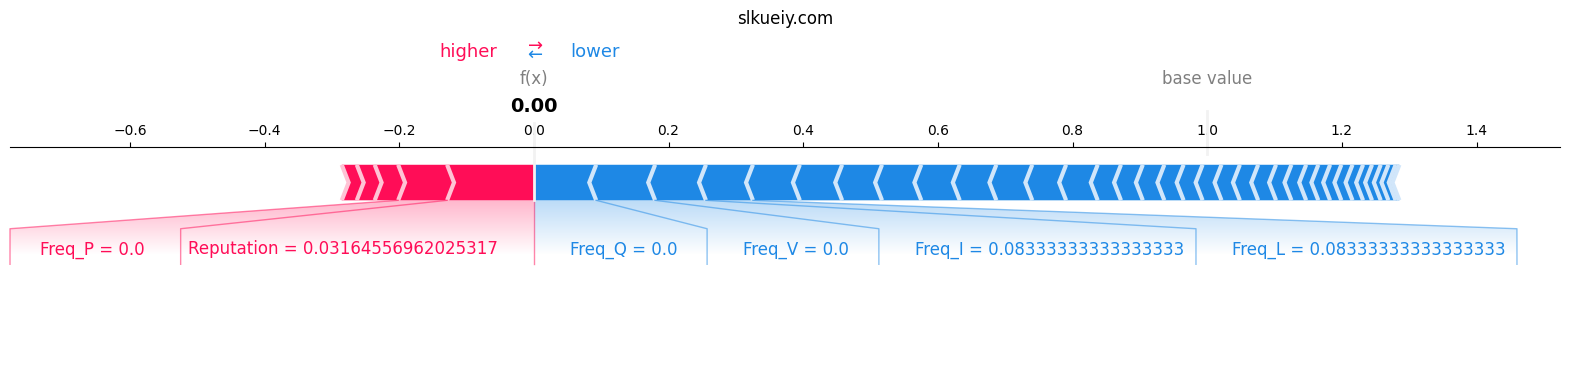 slkueiy.com
higher ⇄ lower
f(x) base value
0.00
−0.6 −0.4 −0.2 0.0 0.2 0.4 0.6 0.8 1.0 1.2 1.4
Freq_P = 0.0 Reputation = 0.03164556962025317 Freq_Q = 0.0 Freq_V = 0.0 Freq_I = 0.08333333333333333 Freq_L = 0.08333333333333333